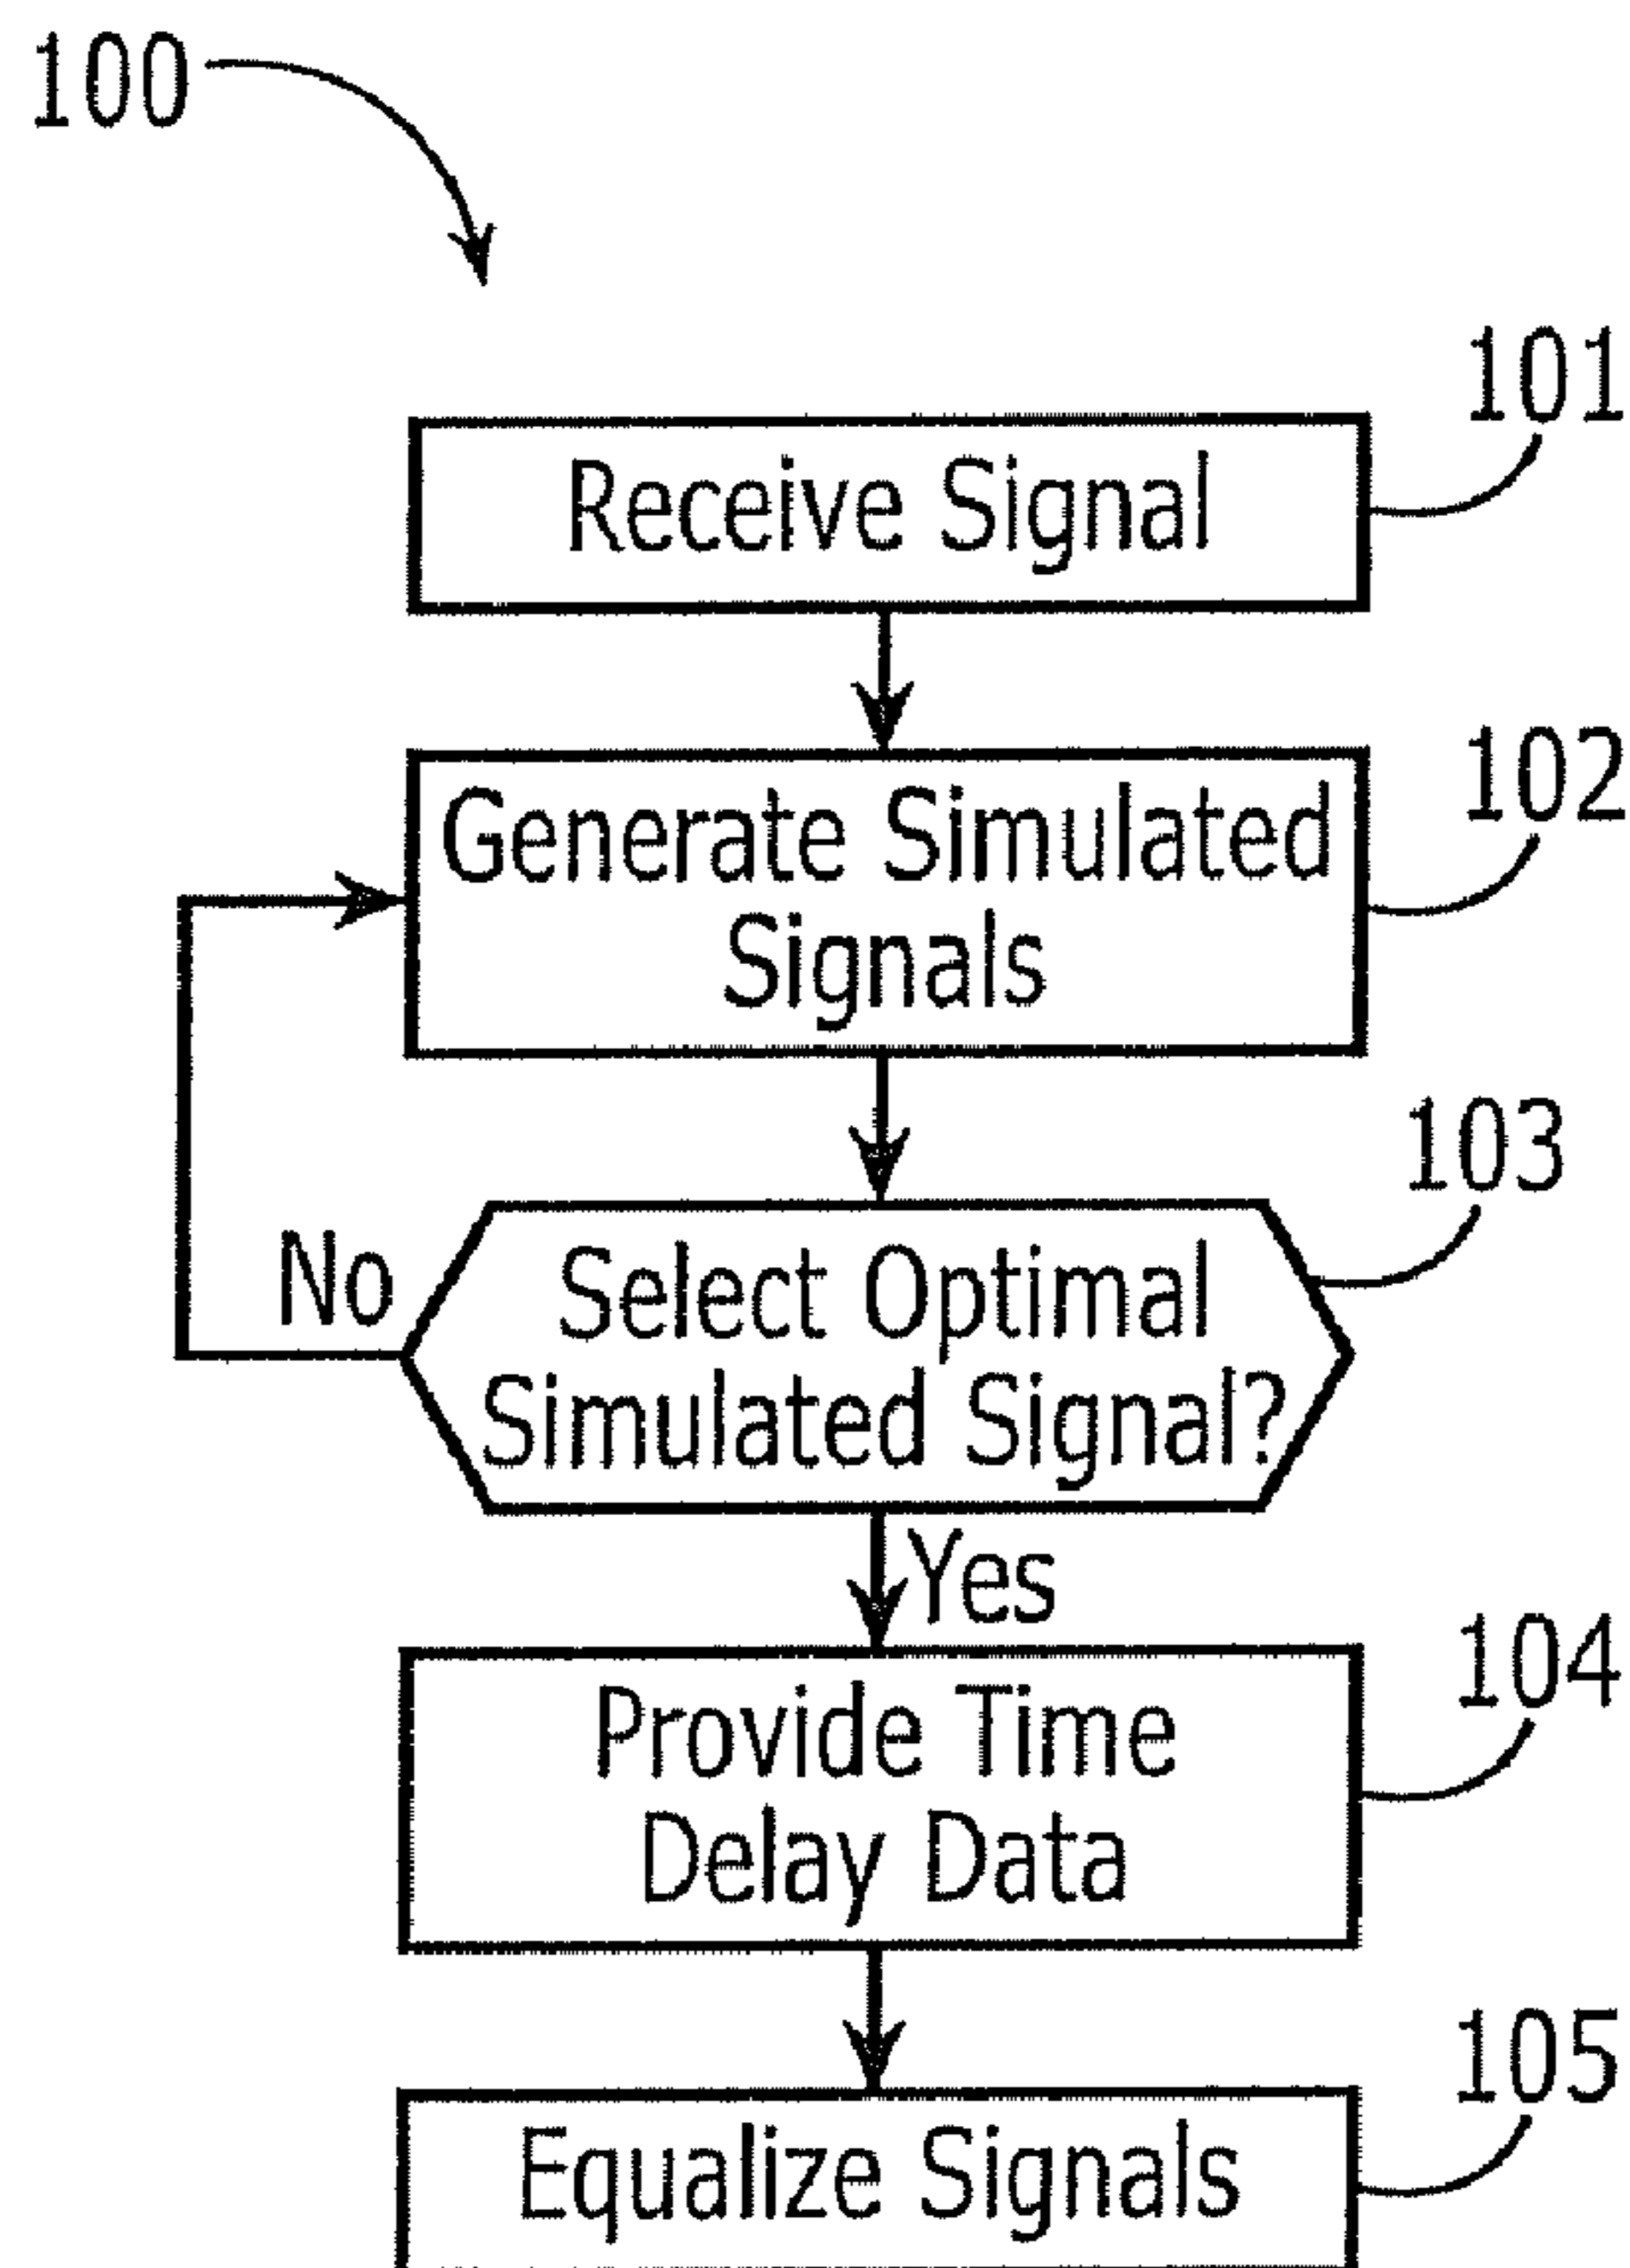 100
101
Receive Signal
102
Generate Simulated
Signals
103
No
Select Optimal
Simulated Signal?
Yes
104
Provide Time
Delay Data
105
Equalize Signals